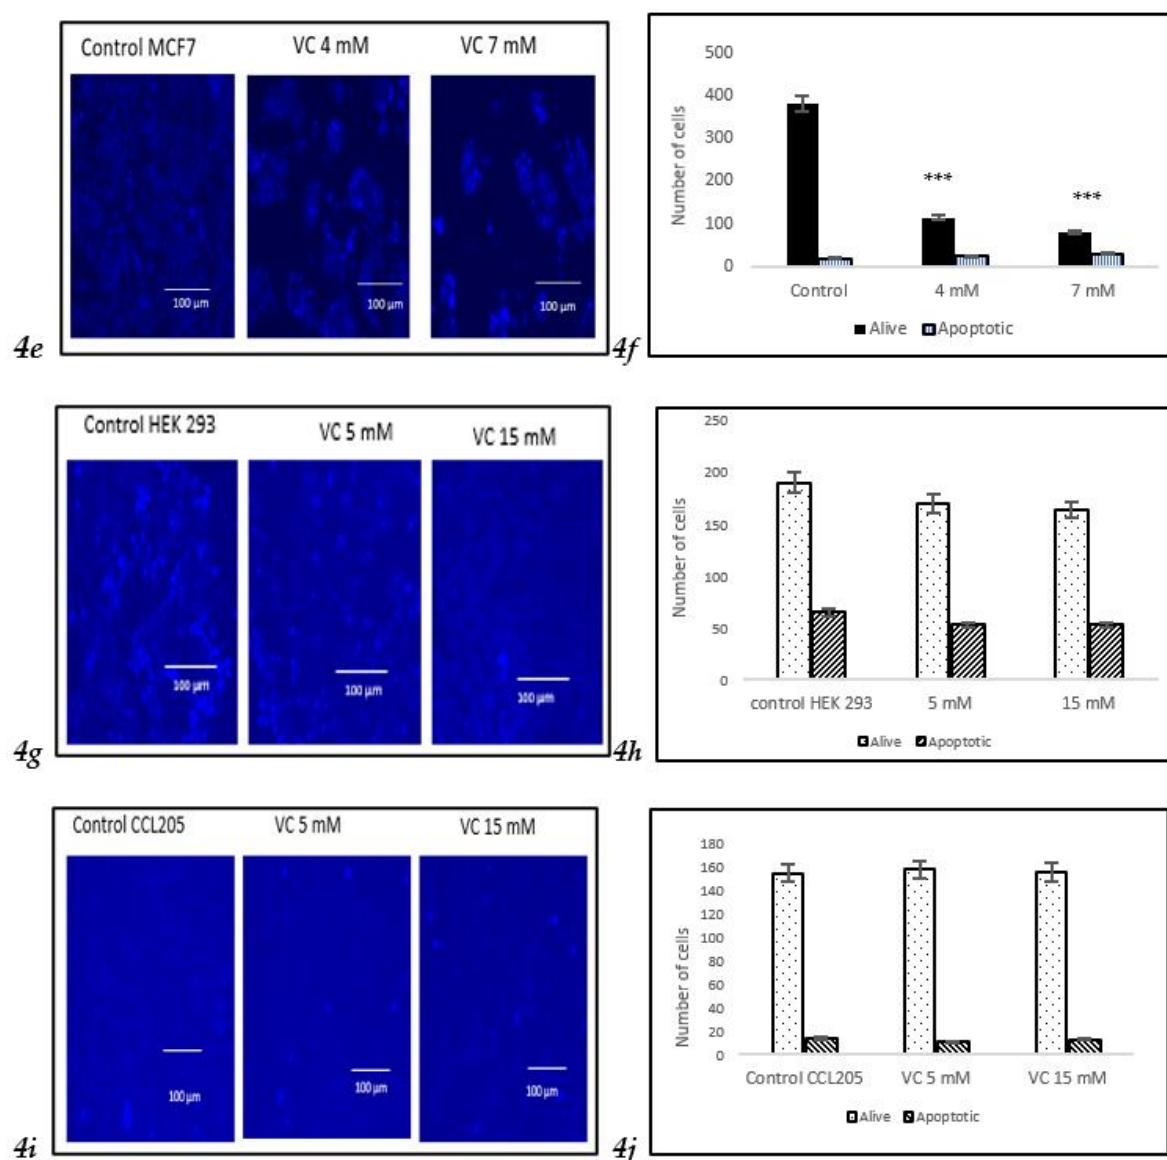 Control MCF7 VC 4 mM VC 7 mM
100 µm 100 µm 100 µm
4e
500
400
300
200
100
0
Number of cells
*** ***
Control 4 mM 7 mM
Alive Apoptotic
4f
Control HEK 293 VC 5 mM VC 15 mM
100 µm 100 µm 100 µm
4g
250
200
150
100
50
0
Number of cells
control HEK 293 5 mM 15 mM
Alive Apoptotic
4h
Control CCL205 VC 5 mM VC 15 mM
100 µm 100 µm 100 µm
4i
180
160
140
120
100
80
60
40
20
0
Number of cells
Control CCL205 VC 5 mM VC 15 mM
Alive Apoptotic
4j